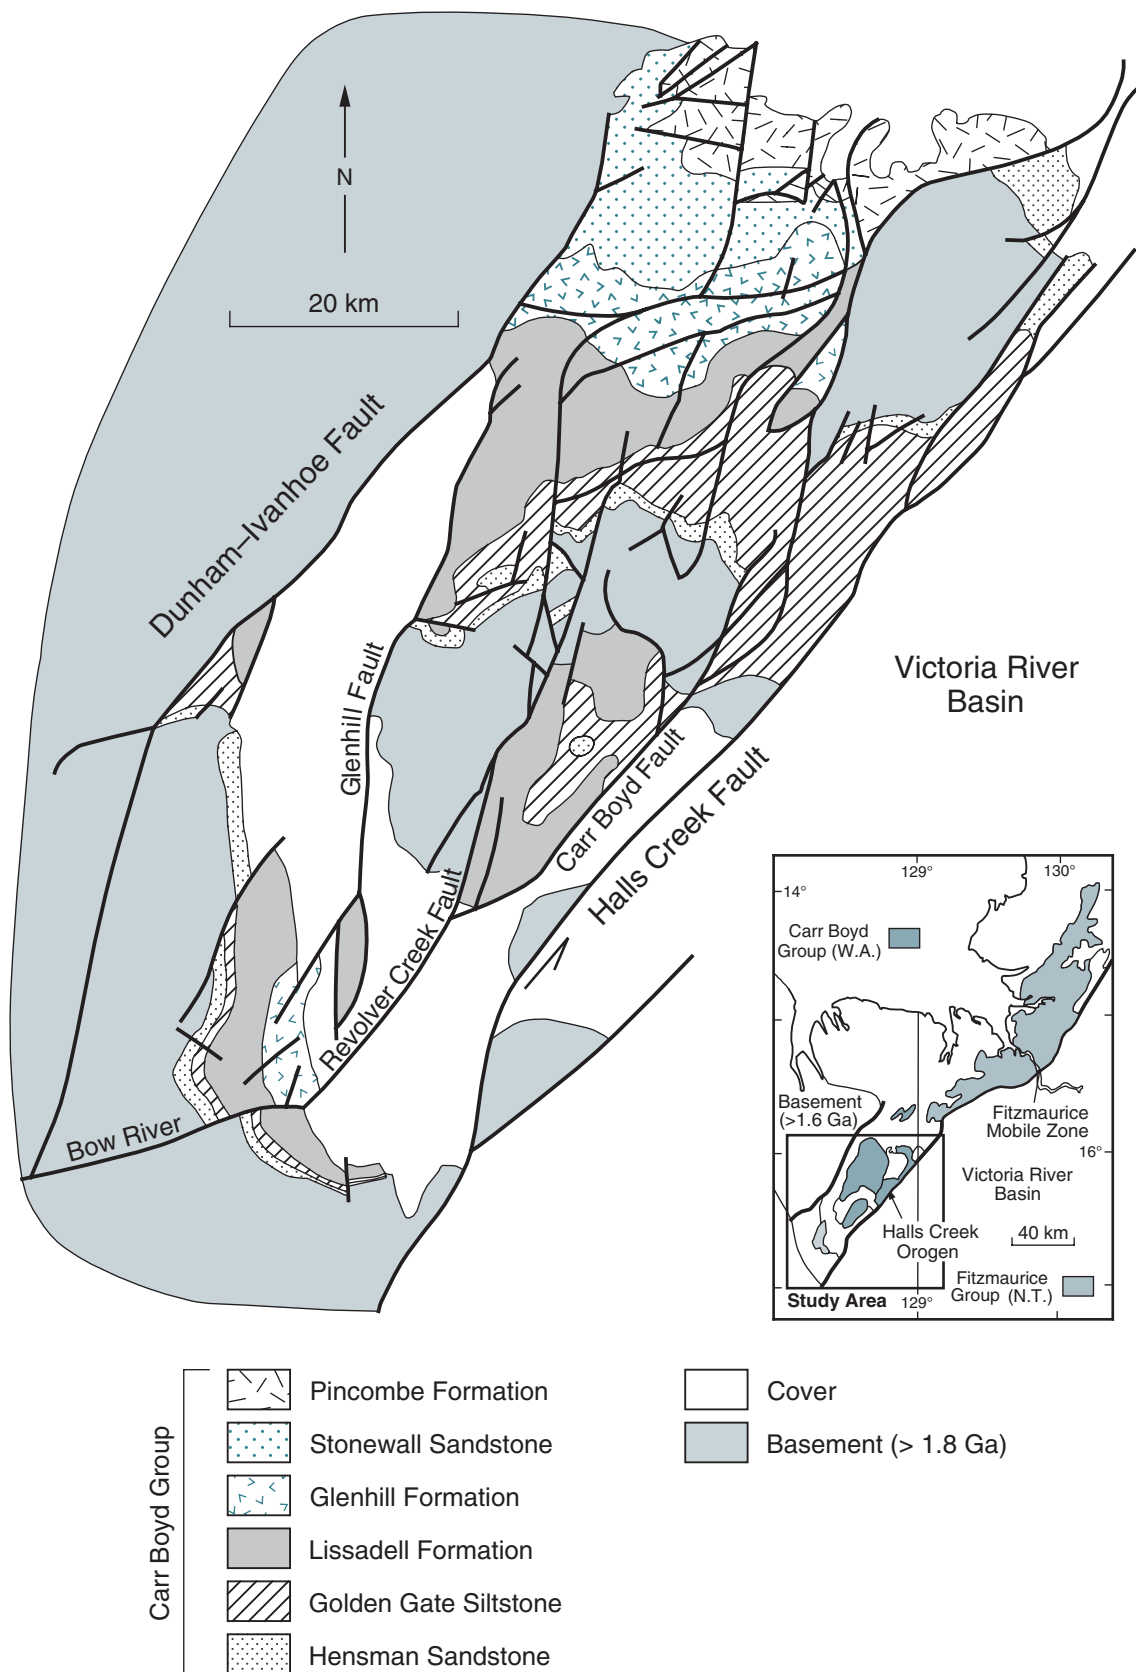 N
20 km
Dunham–Ivanhoe Fault
Glenhill Fault
Victoria River
Basin
Carr Boyd Fault
Halls Creek Fault
Revolver Creek Fault
Bow River
129°
130°
14°
Carr Boyd
Group (W.A.)
Basement
(>1.6 Ga)
Fitzmaurice
Mobile Zone
16°
Victoria River
Basin
Halls Creek
Orogen
40 km
Fitzmaurice
Group (N.T.)
Study Area
129°
Carr Boyd Group
Pincombe Formation
Stonewall Sandstone
Glenhill Formation
Lissadell Formation
Golden Gate Siltstone
Hensman Sandstone
Cover
Basement (> 1.8 Ga)